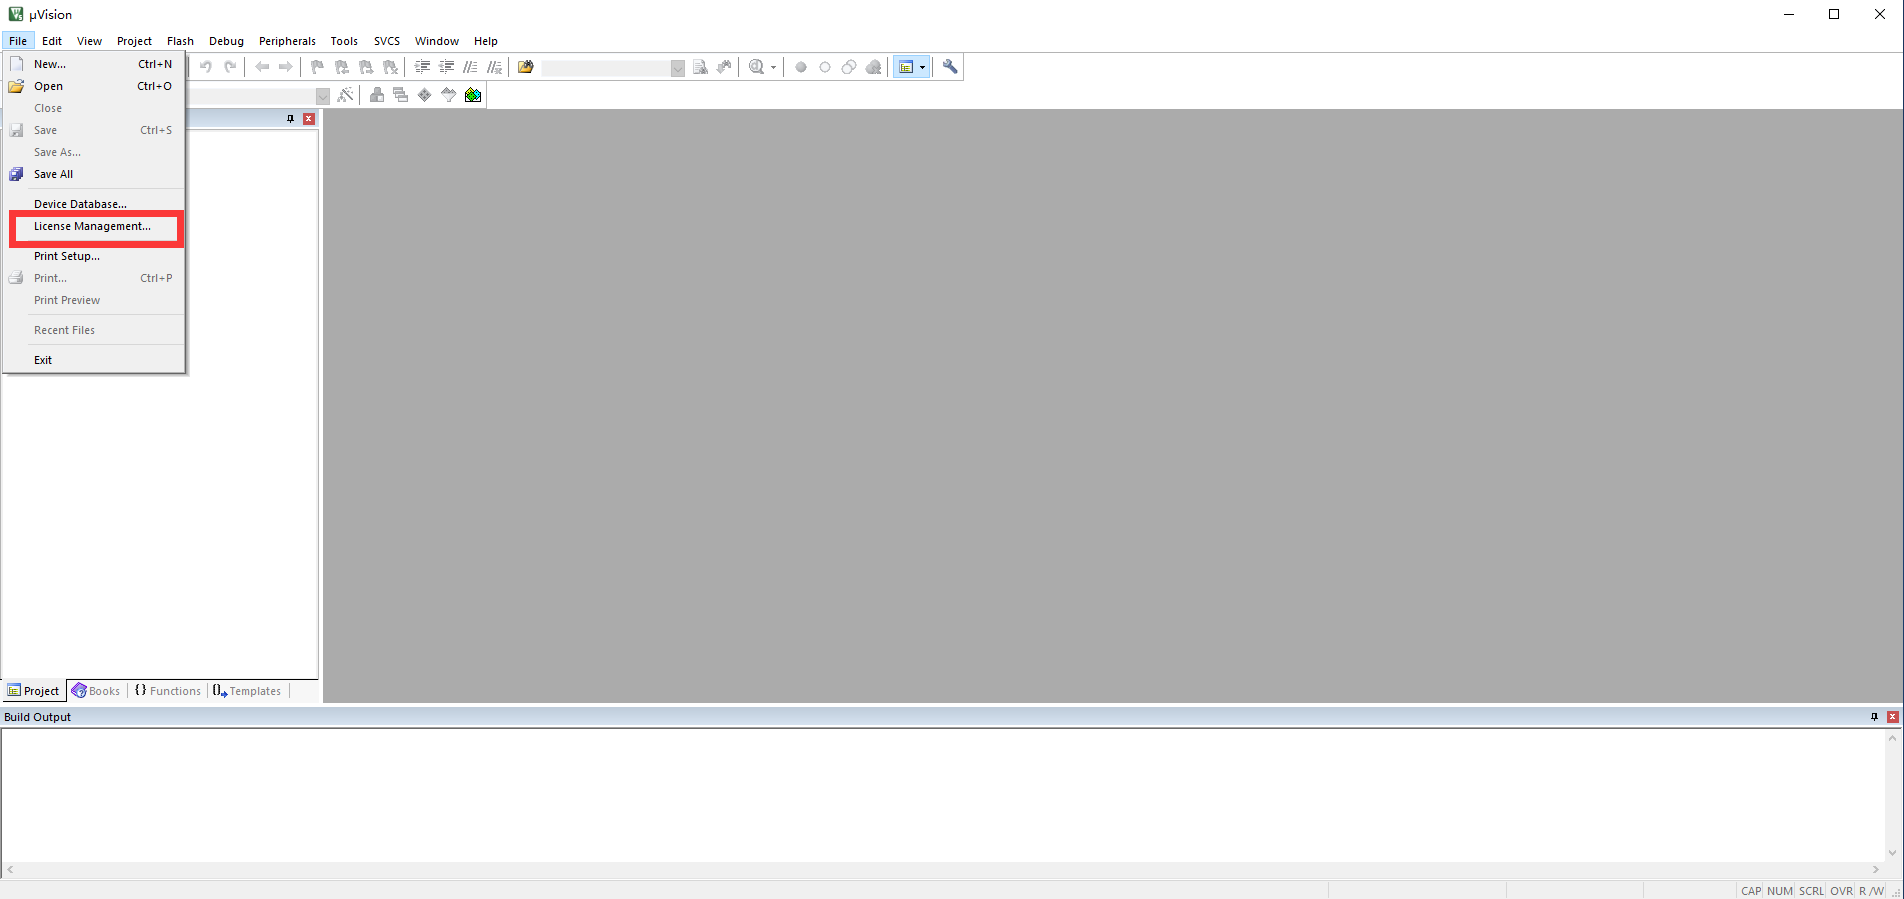 µVision
File Edit View Project Flash Debug Peripherals Tools SVCS Window Help
New... Ctrl+N
Open Ctrl+O
Close
Save Ctrl+S
Save As...
Save All
Device Database...
License Management...
Print Setup...
Print... Ctrl+P
Print Preview
Recent Files
Exit
Project Books {} Functions Templates
Build Output
CAP NUM SCRL OVR R /W